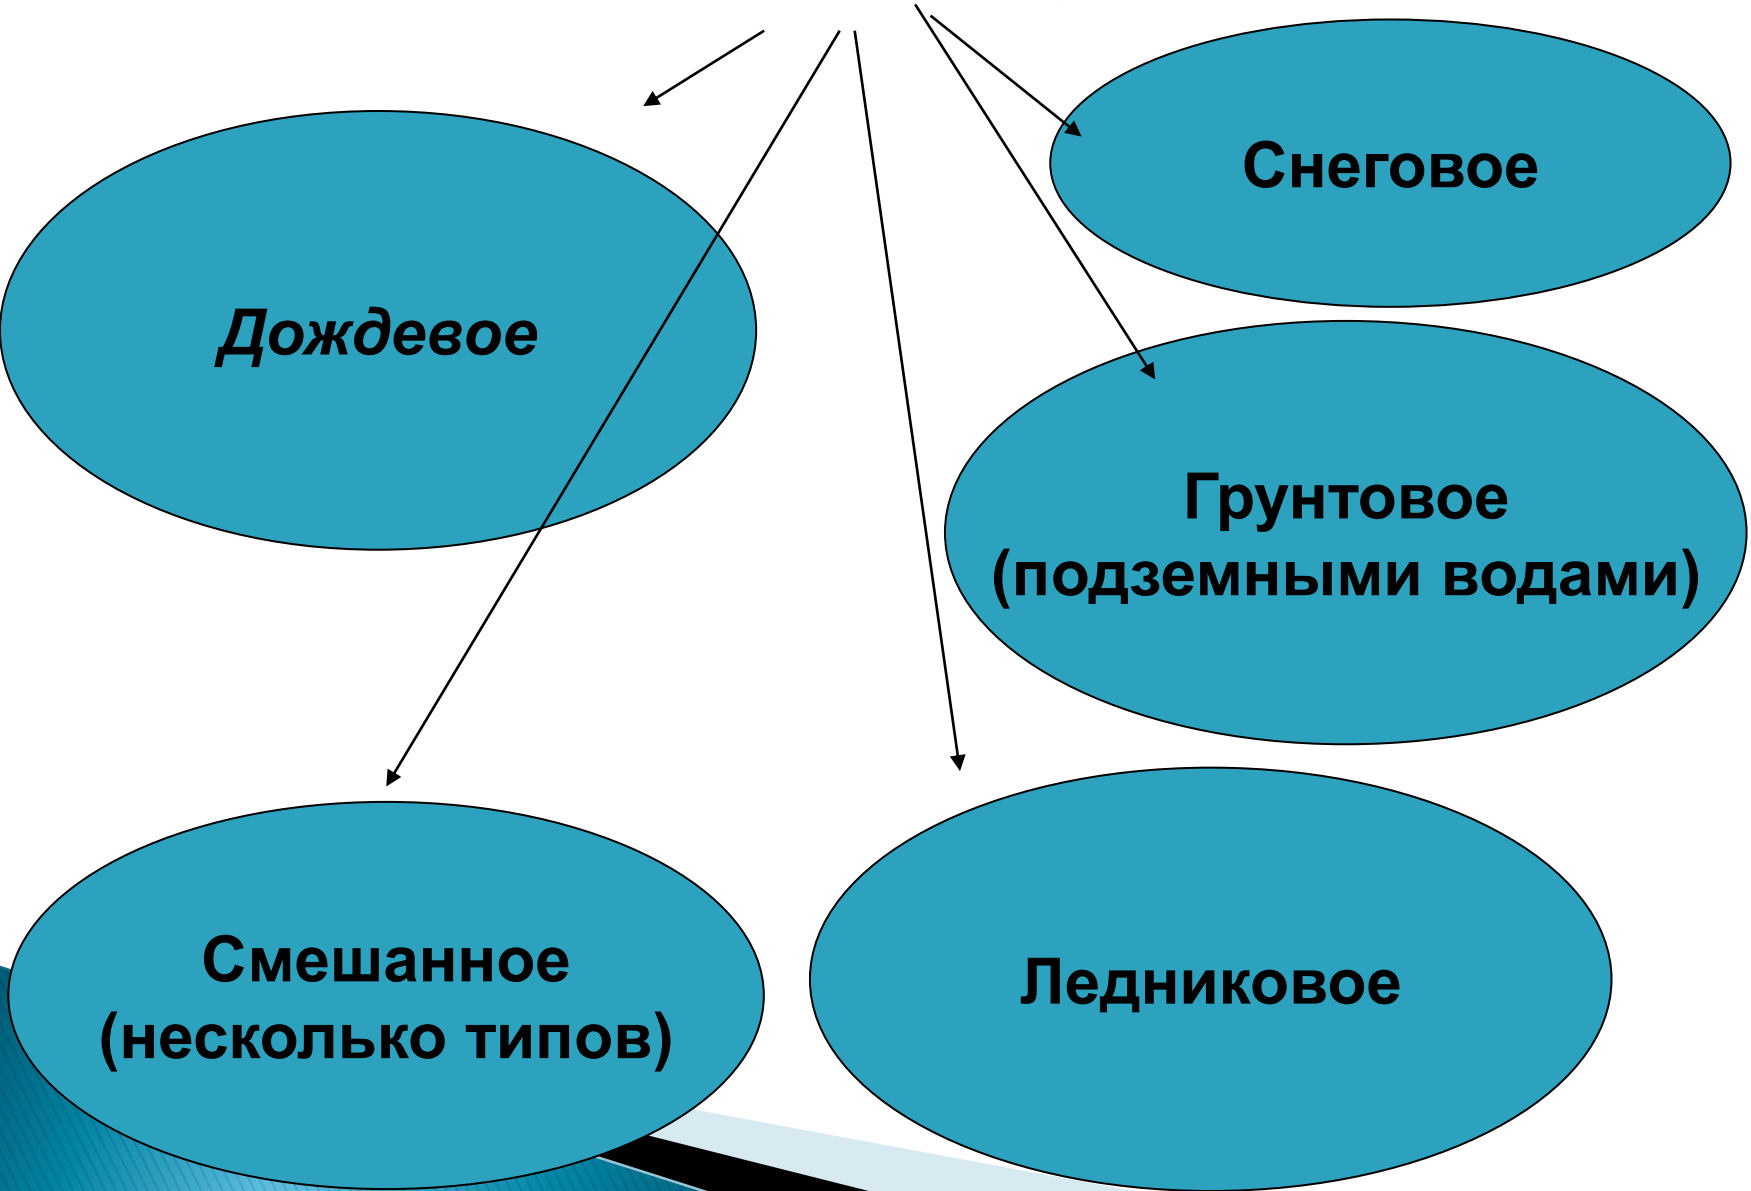 Снеговое
Дождевое
Грунтовое
(подземными водами)
Смешанное
(несколько типов)
Ледниковое